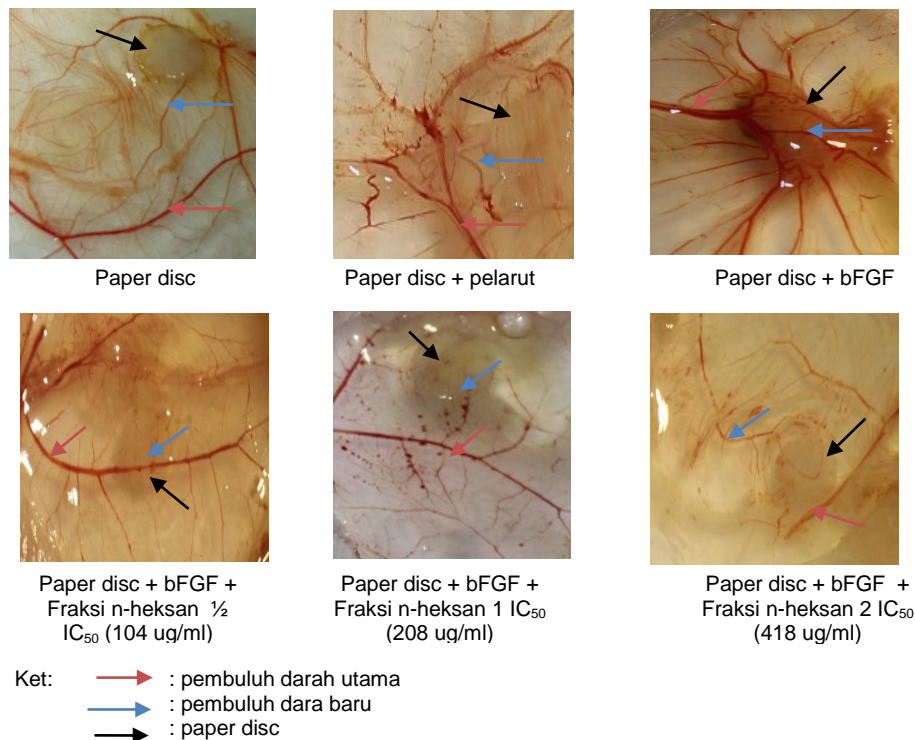 Paper disc
Paper disc + pelarut
Paper disc + bFGF
Paper disc + bFGF +
Fraksi n-heksan ½
IC₅₀ (104 ug/ml)
Paper disc + bFGF +
Fraksi n-heksan 1 IC₅₀
(208 ug/ml)
Paper disc + bFGF +
Fraksi n-heksan 2 IC₅₀
(418 ug/ml)
Ket:
: pembuluh darah utama
: pembuluh dara baru
: paper disc